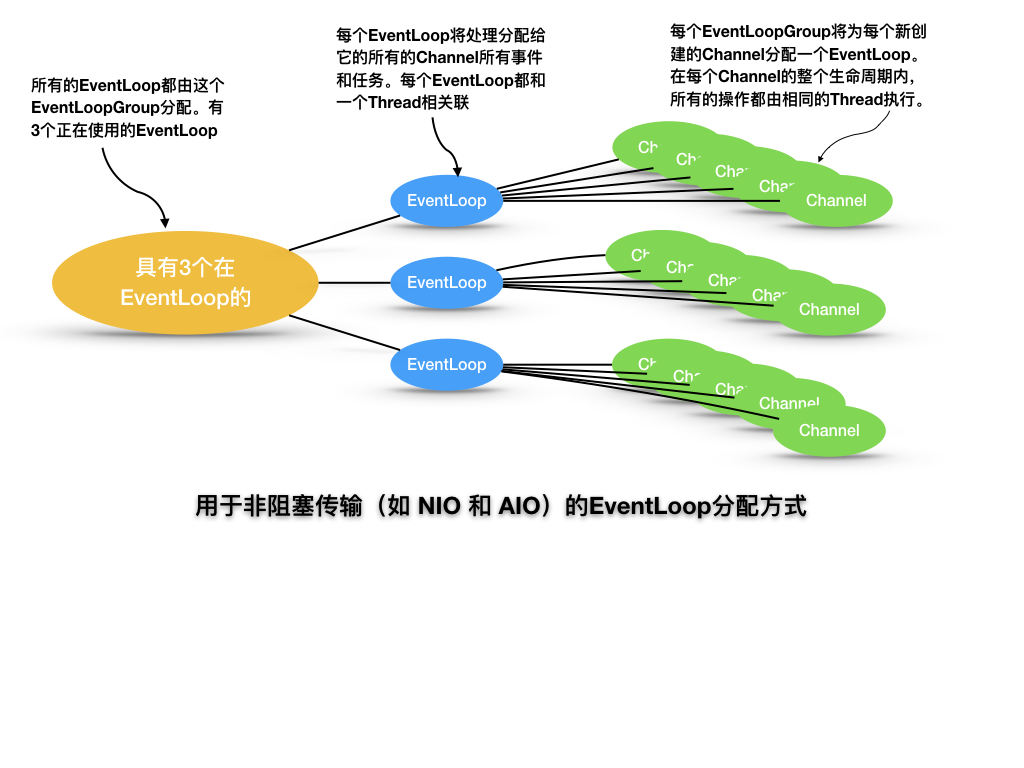 所有的EventLoop都由这个
EventLoopGroup分配。有
3个正在使用的EventLoop
每个EventLoop将处理分配给
它的所有的Channel所有事件
和任务。每个EventLoop都和
一个Thread相关联
每个EventLoopGroup将为每个新创
建的Channel分配一个EventLoop。
在每个Channel的整个生命周期内，
所有的操作都由相同的Thread执行。
具有3个在
EventLoop的
EventLoop
Ch
Ch
Cha
Cha
Channel
EventLoop
Ch
Cha
Cha
Cha
Channel
EventLoop
Ch
Cha
Cha
Channel
Channel
用于非阻塞传输（如 NIO 和 AIO）的EventLoop分配方式